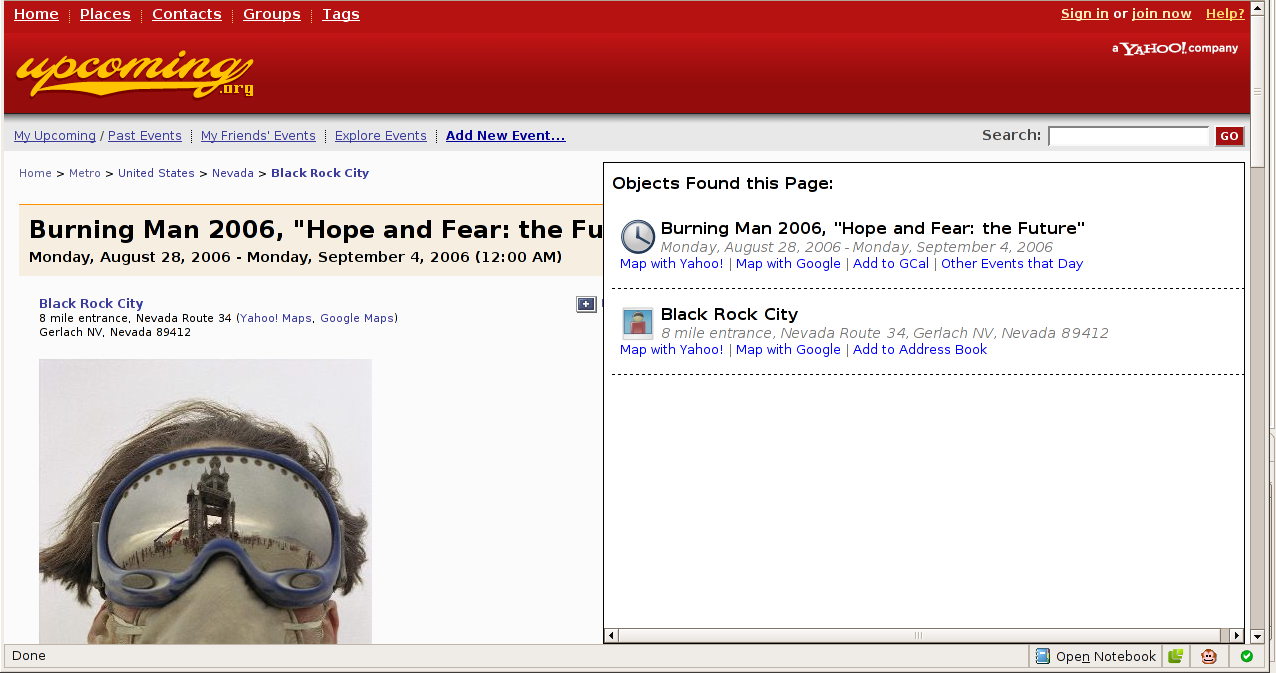 Home Places Contacts Groups Tags
Sign in or join now Help?
upcoming.org
a YAHOO! company
My Upcoming / Past Events My Friends' Events Explore Events Add New Event...
Search: GO
Home > Metro > United States > Nevada > Black Rock City
Burning Man 2006, "Hope and Fear: the Fu
Monday, August 28, 2006 - Monday, September 4, 2006 (12:00 AM)
Black Rock City
8 mile entrance, Nevada Route 34 (Yahoo! Maps, Google Maps)
Gerlach NV, Nevada 89412
Objects Found this Page:
Burning Man 2006, "Hope and Fear: the Future"
Monday, August 28, 2006 - Monday, September 4, 2006
Map with Yahoo! | Map with Google | Add to GCal | Other Events that Day
Black Rock City
8 mile entrance, Nevada Route 34, Gerlach NV, Nevada 89412
Map with Yahoo! | Map with Google | Add to Address Book
Done
Open Notebook